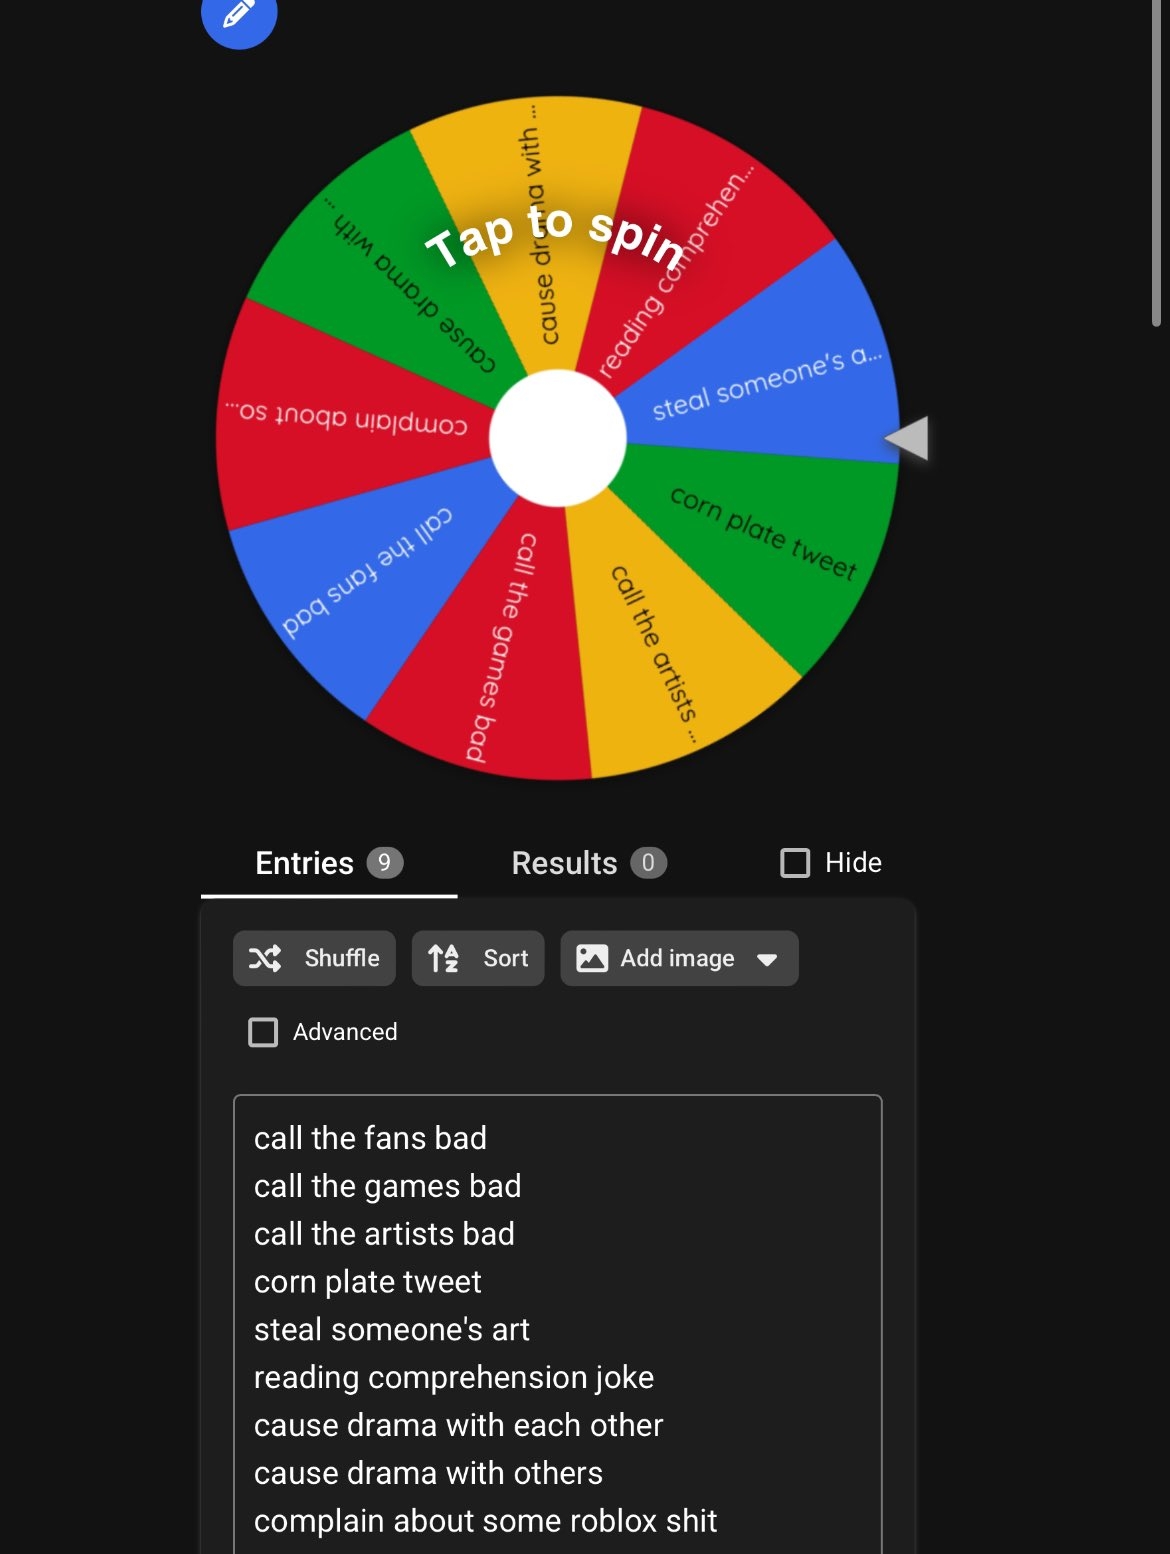 cause drama with ...
reading comprehen...
steal someone's a...
corn plate tweet
call the artists ...
call the games bad
call the fans bad
complain about so...
cause drama with ...
Tap to spin
Entries 9 Results 0 Hide
Shuffle Sort Add image
Advanced
call the fans bad
call the games bad
call the artists bad
corn plate tweet
steal someone's art
reading comprehension joke
cause drama with each other
cause drama with others
complain about some roblox shit